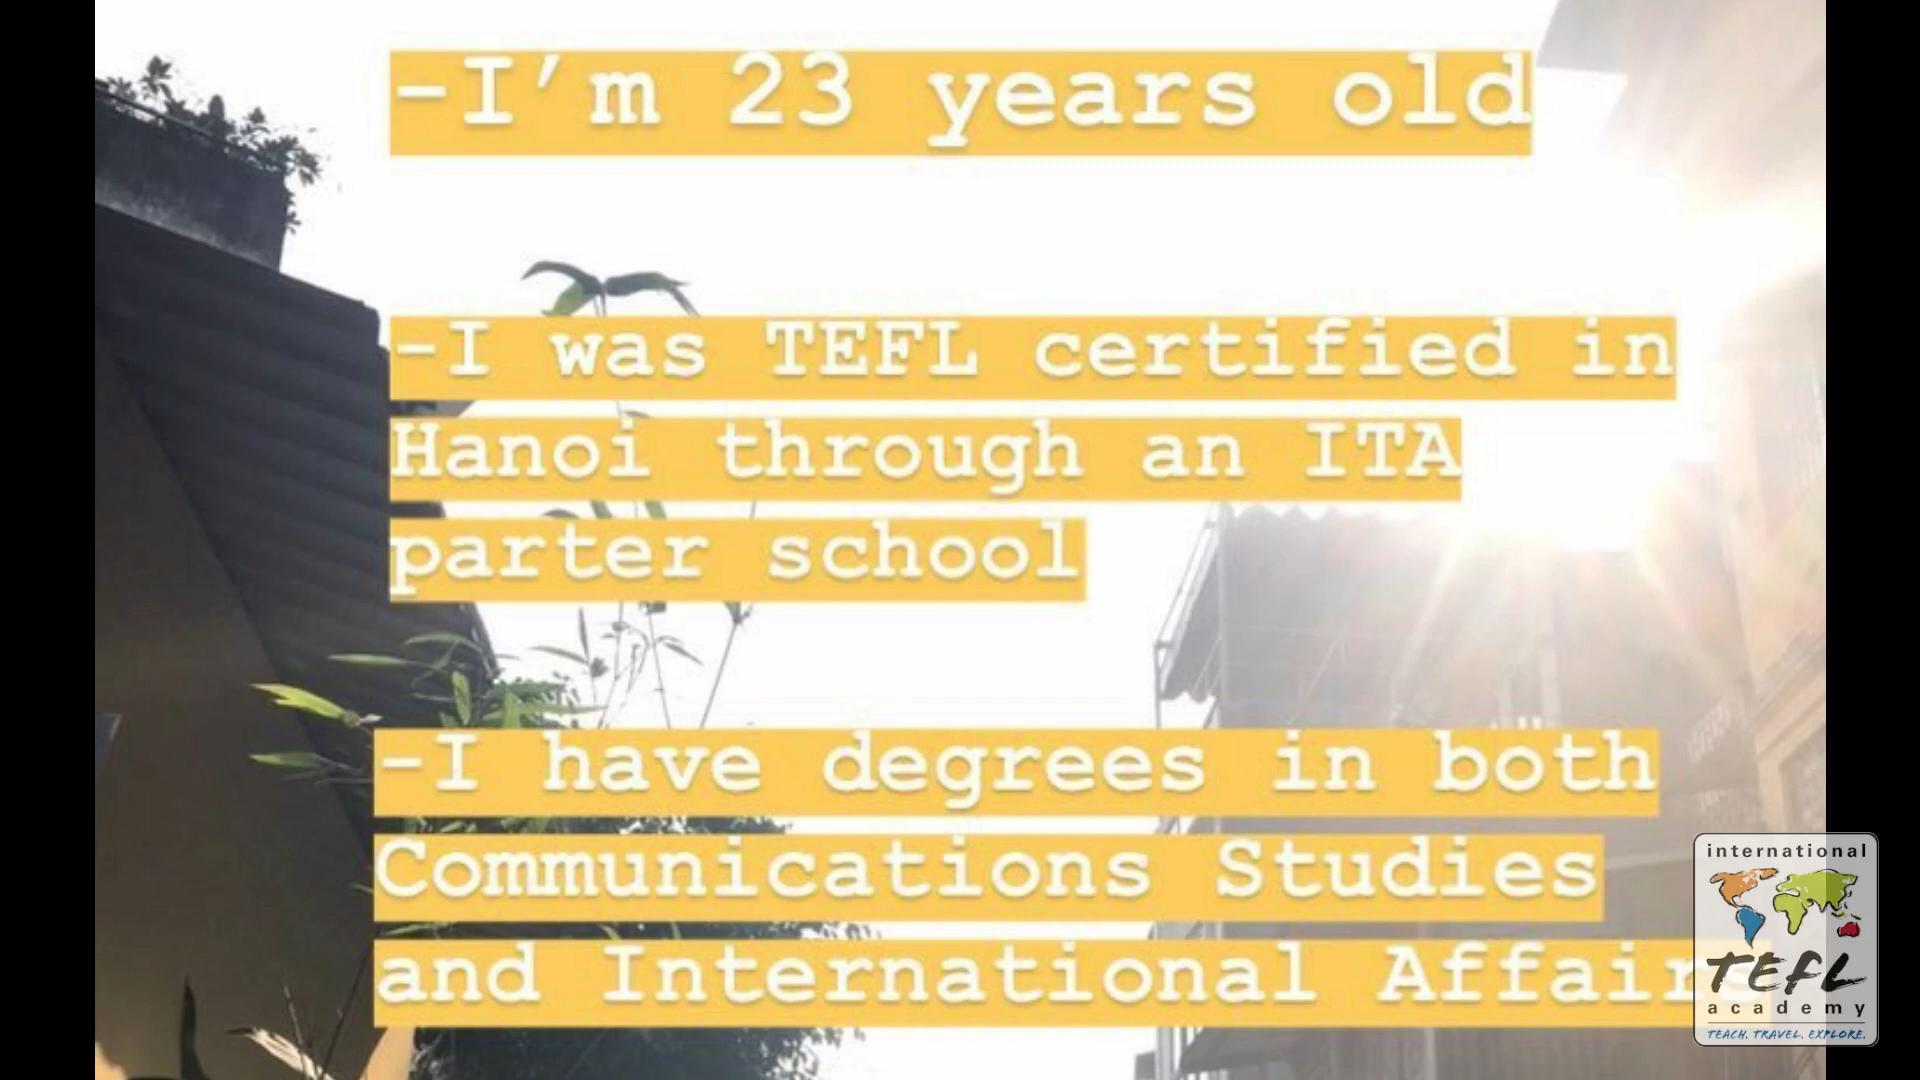 -I'm 23 years old
-I was TEFL certified in
Hanoi through an ITA
parter school
-I have degrees in both
Communications Studies
and International
international
TEFL
academy
TEACH. TRAVEL. EXPLORE.